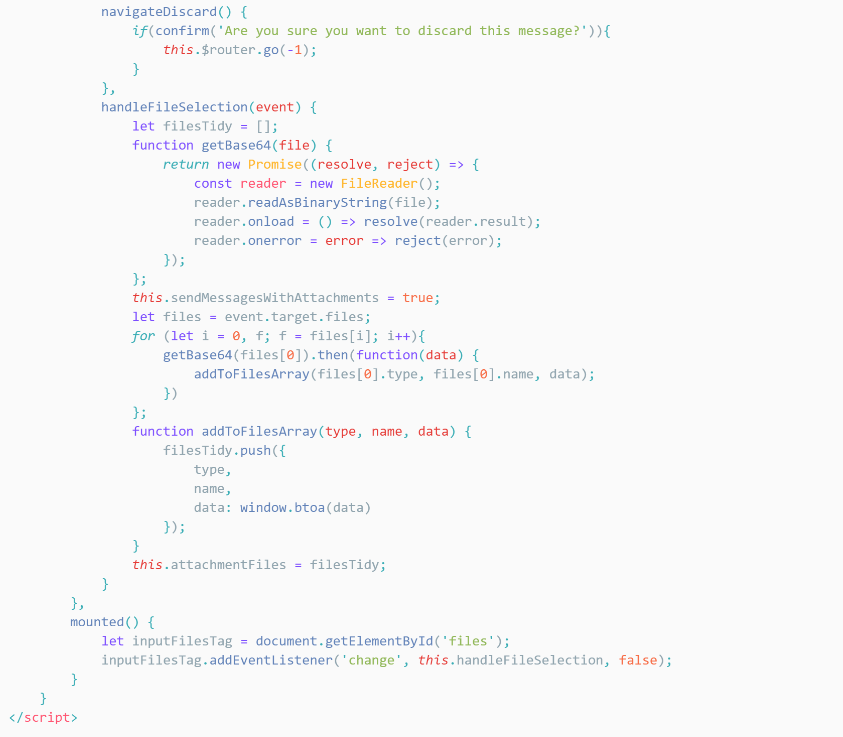 navigateDiscard() {
if(confirm('Are you sure you want to discard this message?')){
this.$router.go(-1);
}
},
handleFileSelection(event) {
let filesTidy = [];
function getBase64(file) {
return new Promise((resolve, reject) => {
const reader = new FileReader();
reader.readAsBinaryString(file);
reader.onload = () => resolve(reader.result);
reader.onerror = error => reject(error);
});
};
this.sendMessagesWithAttachments = true;
let files = event.target.files;
for (let i = 0, f; f = files[i]; i++){
getBase64(files[0]).then(function(data) {
addToFilesArray(files[0].type, files[0].name, data);
})
};
function addToFilesArray(type, name, data) {
filesTidy.push({
type,
name,
data: window.btoa(data)
});
}
this.attachmentFiles = filesTidy;
}
},
mounted() {
let inputFilesTag = document.getElementById('files');
inputFilesTag.addEventListener('change', this.handleFileSelection, false);
}
}
</script>